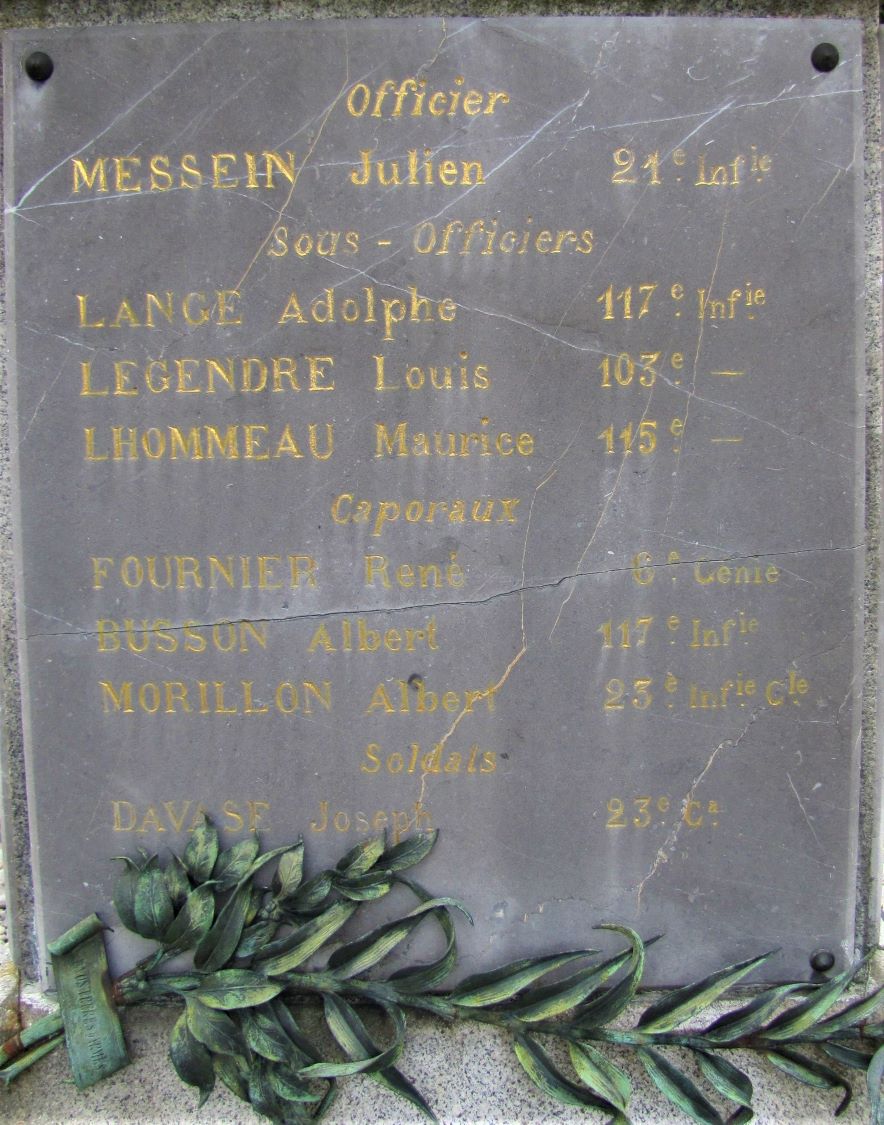 Officier
MESSEIN Julien 21e Infie
Sous - Officiers
LANGE Adolphe 117e Infie
LEGENDRE Louis 103e —
LHOMMEAU Maurice 115e —
Caporaux
FOURNIER René 6e Génie
BUSSON Albert 117e Infie
MORILLON Albert 23e Infie Cle
Soldats
DAVASE Joseph 23e Ca